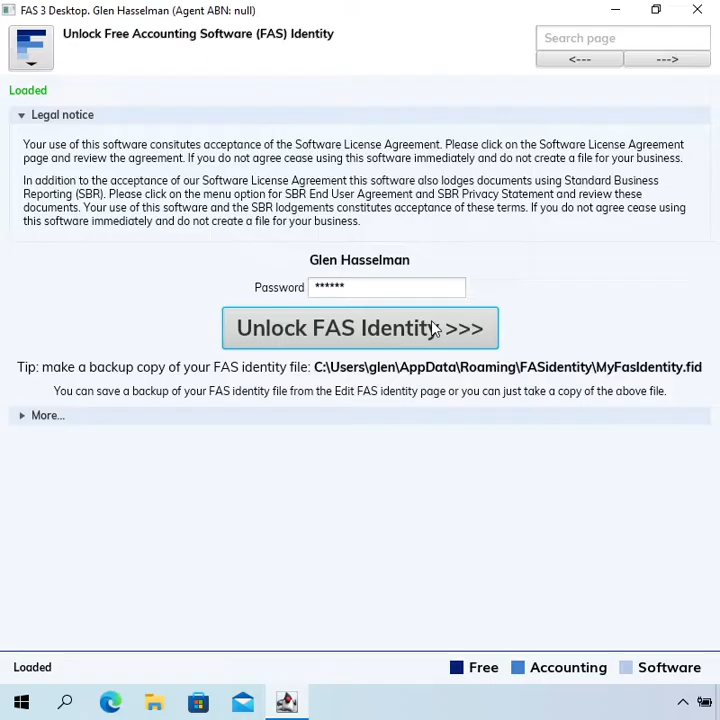 FAS 3 Desktop. Glen Hasselman (Agent ABN: null)
Unlock Free Accounting Software (FAS) Identity
Search page
<--- --->
Loaded
Legal notice
Your use of this software consitutes acceptance of the Software License Agreement. Please click on the Software License Agreement
page and review the agreement. If you do not agree cease using this software immediately and do not create a file for your business.
In addition to the acceptance of our Software License Agreement this software also lodges documents using Standard Business
Reporting (SBR). Please click the menu option for SBR End User Agreement and SBR Privacy Statement and review these
documents. Your use of this software and the SBR lodgements constitutes acceptance of these terms. If you do not agree cease using
this software immediately and do not create a file for your business.
Glen Hasselman
Password ******
Unlock FAS Identity >>>
Tip: make a backup copy of your FAS identity file: C:\Users\glen\AppData\Roaming\FASidentity\MyFasIdentity.fid
You can save a backup of your FAS identity file from the Edit FAS identity page or you can just take a copy of the above file.
More...
Loaded
Free Accounting Software